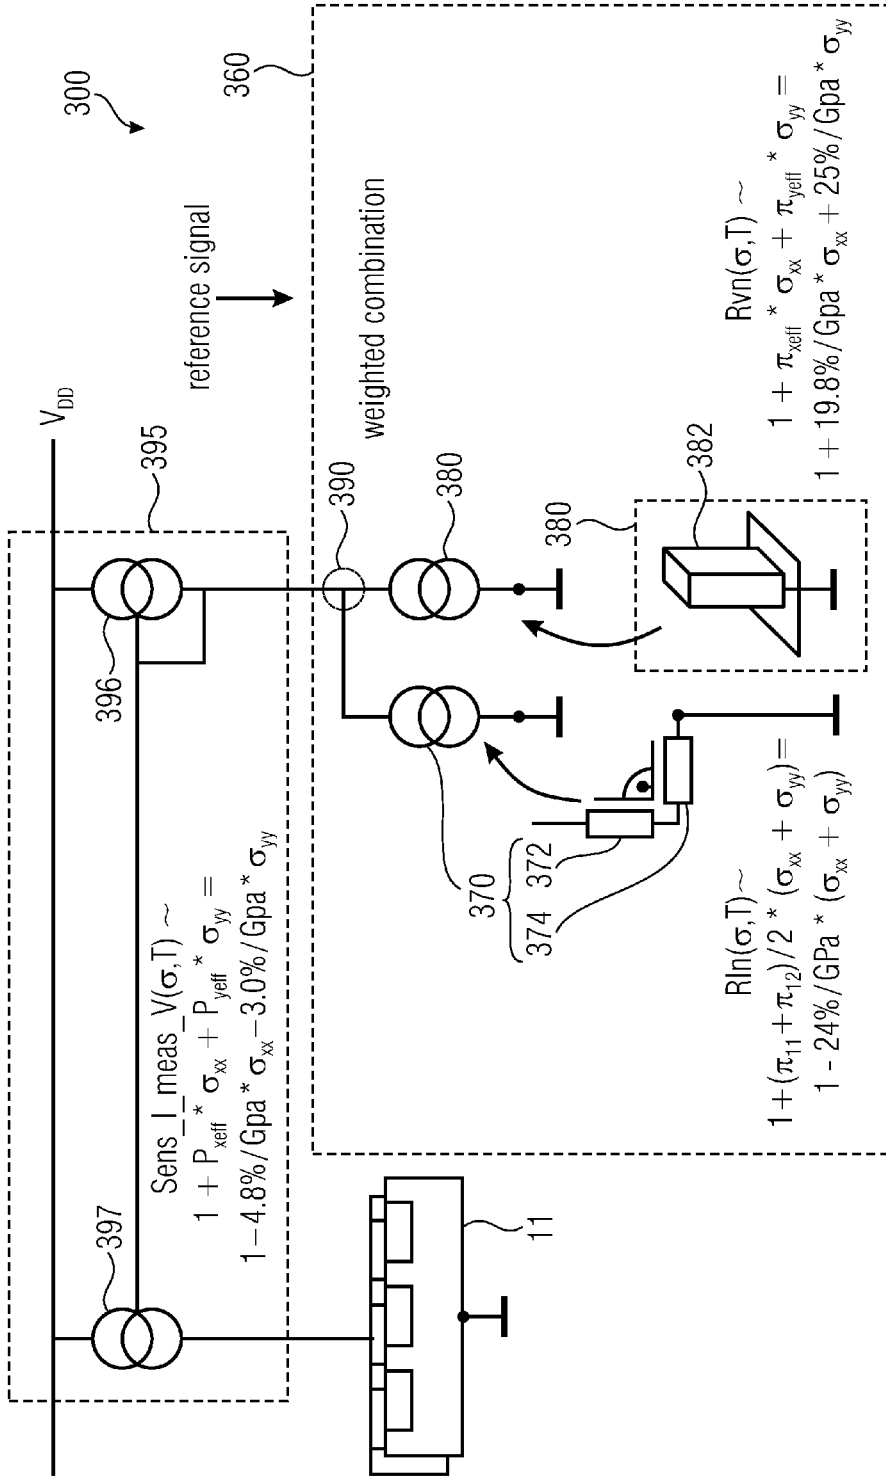 300
V_DD
395
396
397
Sens_I_meas_V(σ,T) ~
1 + P_xeff * σ_xx + P_yeff * σ_yy =
1–4.8%/Gpa * σ_xx –3.0%/Gpa * σ_yy
reference signal
360
weighted combination
390
380
370
372
374
380
382
Rvn(σ,T) ~
1 + π_xeff * σ_xx + π_yeff * σ_yy =
1 + 19.8%/Gpa * σ_xx + 25%/Gpa * σ_yy
Rln(σ,T) ~
1+(π_11 + π_12)/2 * (σ_xx + σ_yy)=
1 - 24%/GPa * (σ_xx + σ_yy)
11